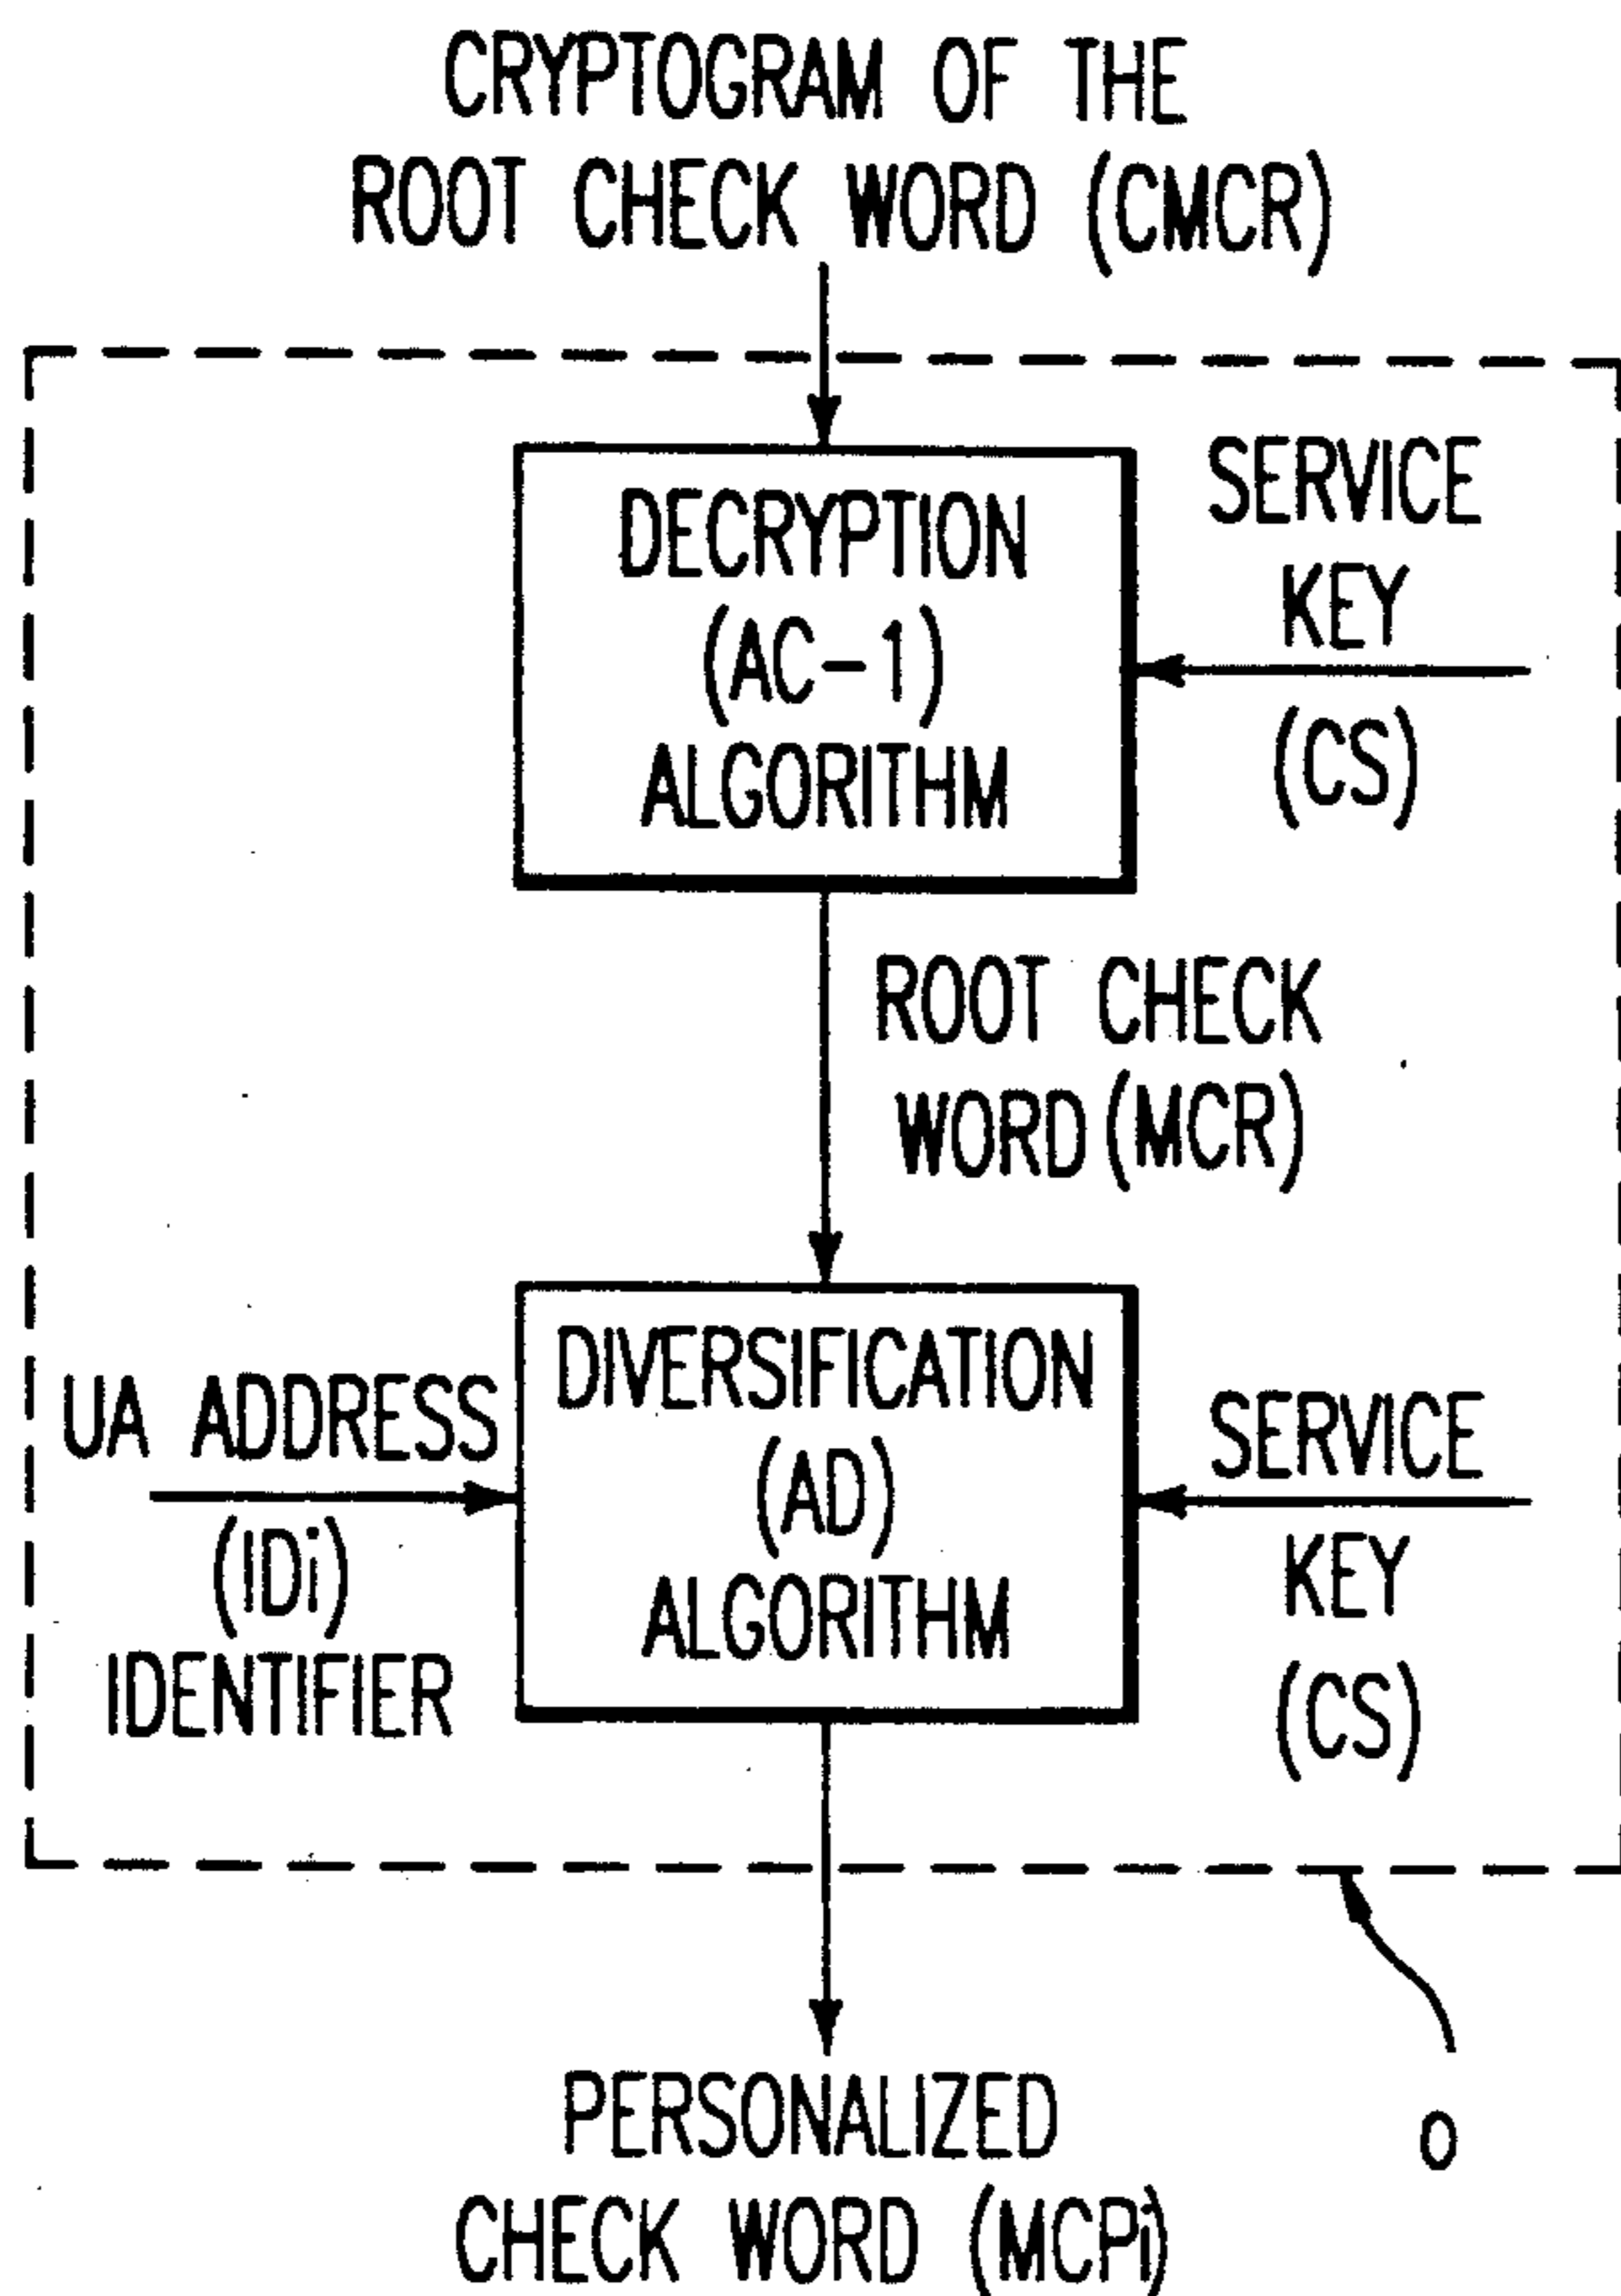 CRYPTOGRAM OF THE
ROOT CHECK WORD (CMCR)
DECRYPTION
(AC-1)
ALGORITHM
SERVICE
KEY
(CS)
ROOT CHECK
WORD (MCR)
UA ADDRESS
(IDi)
IDENTIFIER
DIVERSIFICATION
(AD)
ALGORITHM
SERVICE
KEY
(CS)
PERSONALIZED
CHECK WORD (MCPi)
O